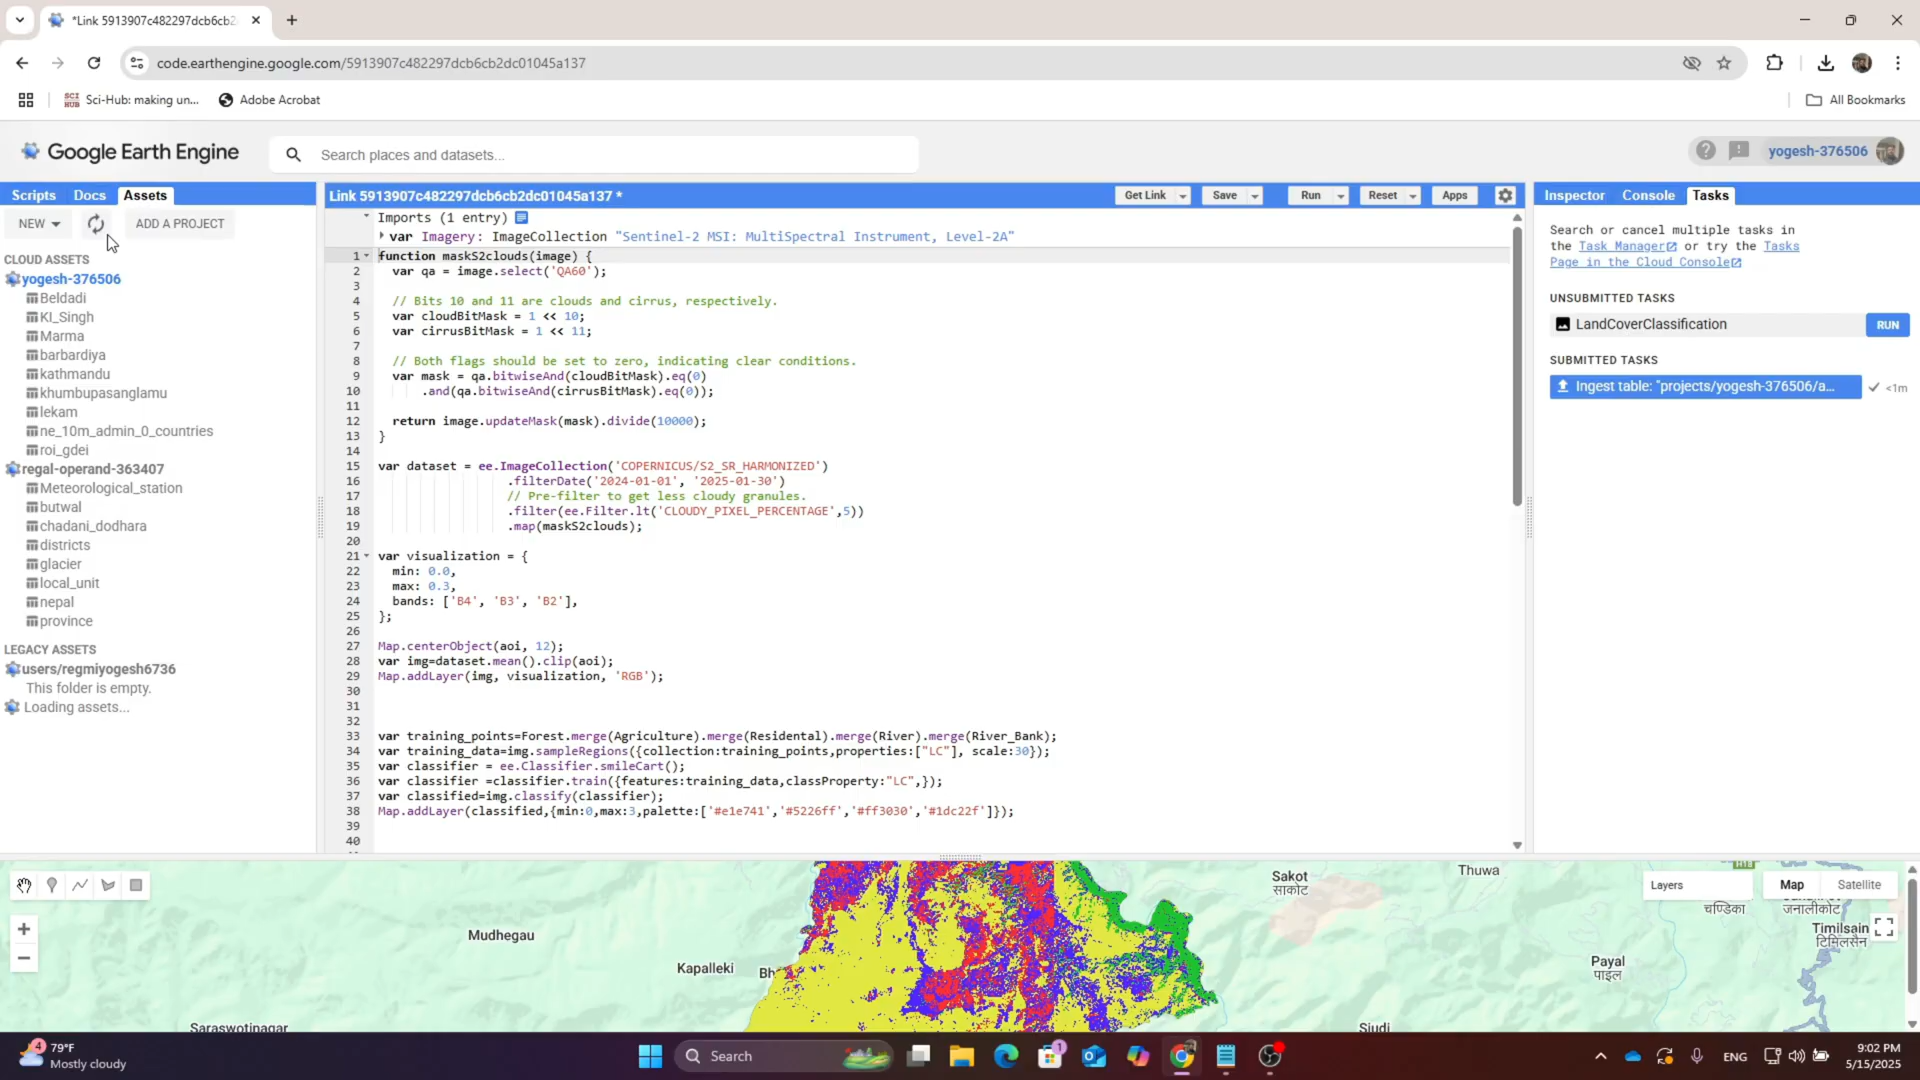 *Link 5913907c482297dcb6cb2
code.earthengine.google.com/5913907c482297dcb6cb2dc01045a137
Sci-Hub: making un...
Adobe Acrobat
All Bookmarks
Google Earth Engine
Search places and datasets...
yogesh-376506
Scripts Docs Assets
NEW
ADD A PROJECT
CLOUD ASSETS
yogesh-376506
Beldadi
KI_Singh
Marma
barbardiya
kathmandu
khumbupasanglamu
lekam
ne_10m_admin_0_countries
roi_gdei
regal-operand-363407
Meteorological_station
butwal
chadani_dodhara
districts
glacier
local_unit
nepal
province
LEGACY ASSETS
users/regmiyogesh6736
This folder is empty.
Loading assets...
Link 5913907c482297dcb6cb2dc01045a137 *
Get Link Save Run Reset Apps
Imports (1 entry)
var Imagery: ImageCollection "Sentinel-2 MSI: MultiSpectral Instrument, Level-2A"
1 function maskS2clouds(image) {
2 var qa = image.select('QA60');
3
4 // Bits 10 and 11 are clouds and cirrus, respectively.
5 var cloudBitMask = 1 << 10;
6 var cirrusBitMask = 1 << 11;
7
8 // Both flags should be set to zero, indicating clear conditions.
9 var mask = qa.bitwiseAnd(cloudBitMask).eq(0)
10 .and(qa.bitwiseAnd(cirrusBitMask).eq(0));
11
12 return image.updateMask(mask).divide(10000);
13 }
14
15 var dataset = ee.ImageCollection('COPERNICUS/S2_SR_HARMONIZED')
16 .filterDate('2024-01-01', '2025-01-30')
17 // Pre-filter to get less cloudy granules.
18 .filter(ee.Filter.lt('CLOUDY_PIXEL_PERCENTAGE',5))
19 .map(maskS2clouds);
20
21 var visualization = {
22 min: 0.0,
23 max: 0.3,
24 bands: ['B4', 'B3', 'B2'],
25 };
26
27 Map.centerObject(aoi, 12);
28 var img=dataset.mean().clip(aoi);
29 Map.addLayer(img, visualization, 'RGB');
30
31
32
33 var training_points=Forest.merge(Agriculture).merge(Residental).merge(River).merge(River_Bank);
34 var training_data=img.sampleRegions({collection:training_points,properties:["LC"], scale:30});
35 var classifier = ee.Classifier.smileCart();
36 var classifier =classifier.train({features:training_data,classProperty:"LC",});
37 var classified=img.classify(classifier);
38 Map.addLayer(classified,{min:0,max:3,palette:['#e1e741','#5226ff','#ff3030','#1dc22f']});
39
40
Inspector Console Tasks
Search or cancel multiple tasks in
the Task Manager or try the Tasks
Page in the Cloud Console
UNSUBMITTED TASKS
LandCoverClassification RUN
SUBMITTED TASKS
Ingest table: "projects/yogesh-376506/a... <1m
Layers
Map Satellite
Thuwa
Sakot
साकोट
चण्डिका
जनालीकोट
Timilsain
टिमिलसैन
Mudhegau
Kapalleki
Bh
Payal
पाइल
Saraswotinagar
Siudi
79°F
Mostly cloudy
4
Search
1
ENG
9:02 PM
5/15/2025